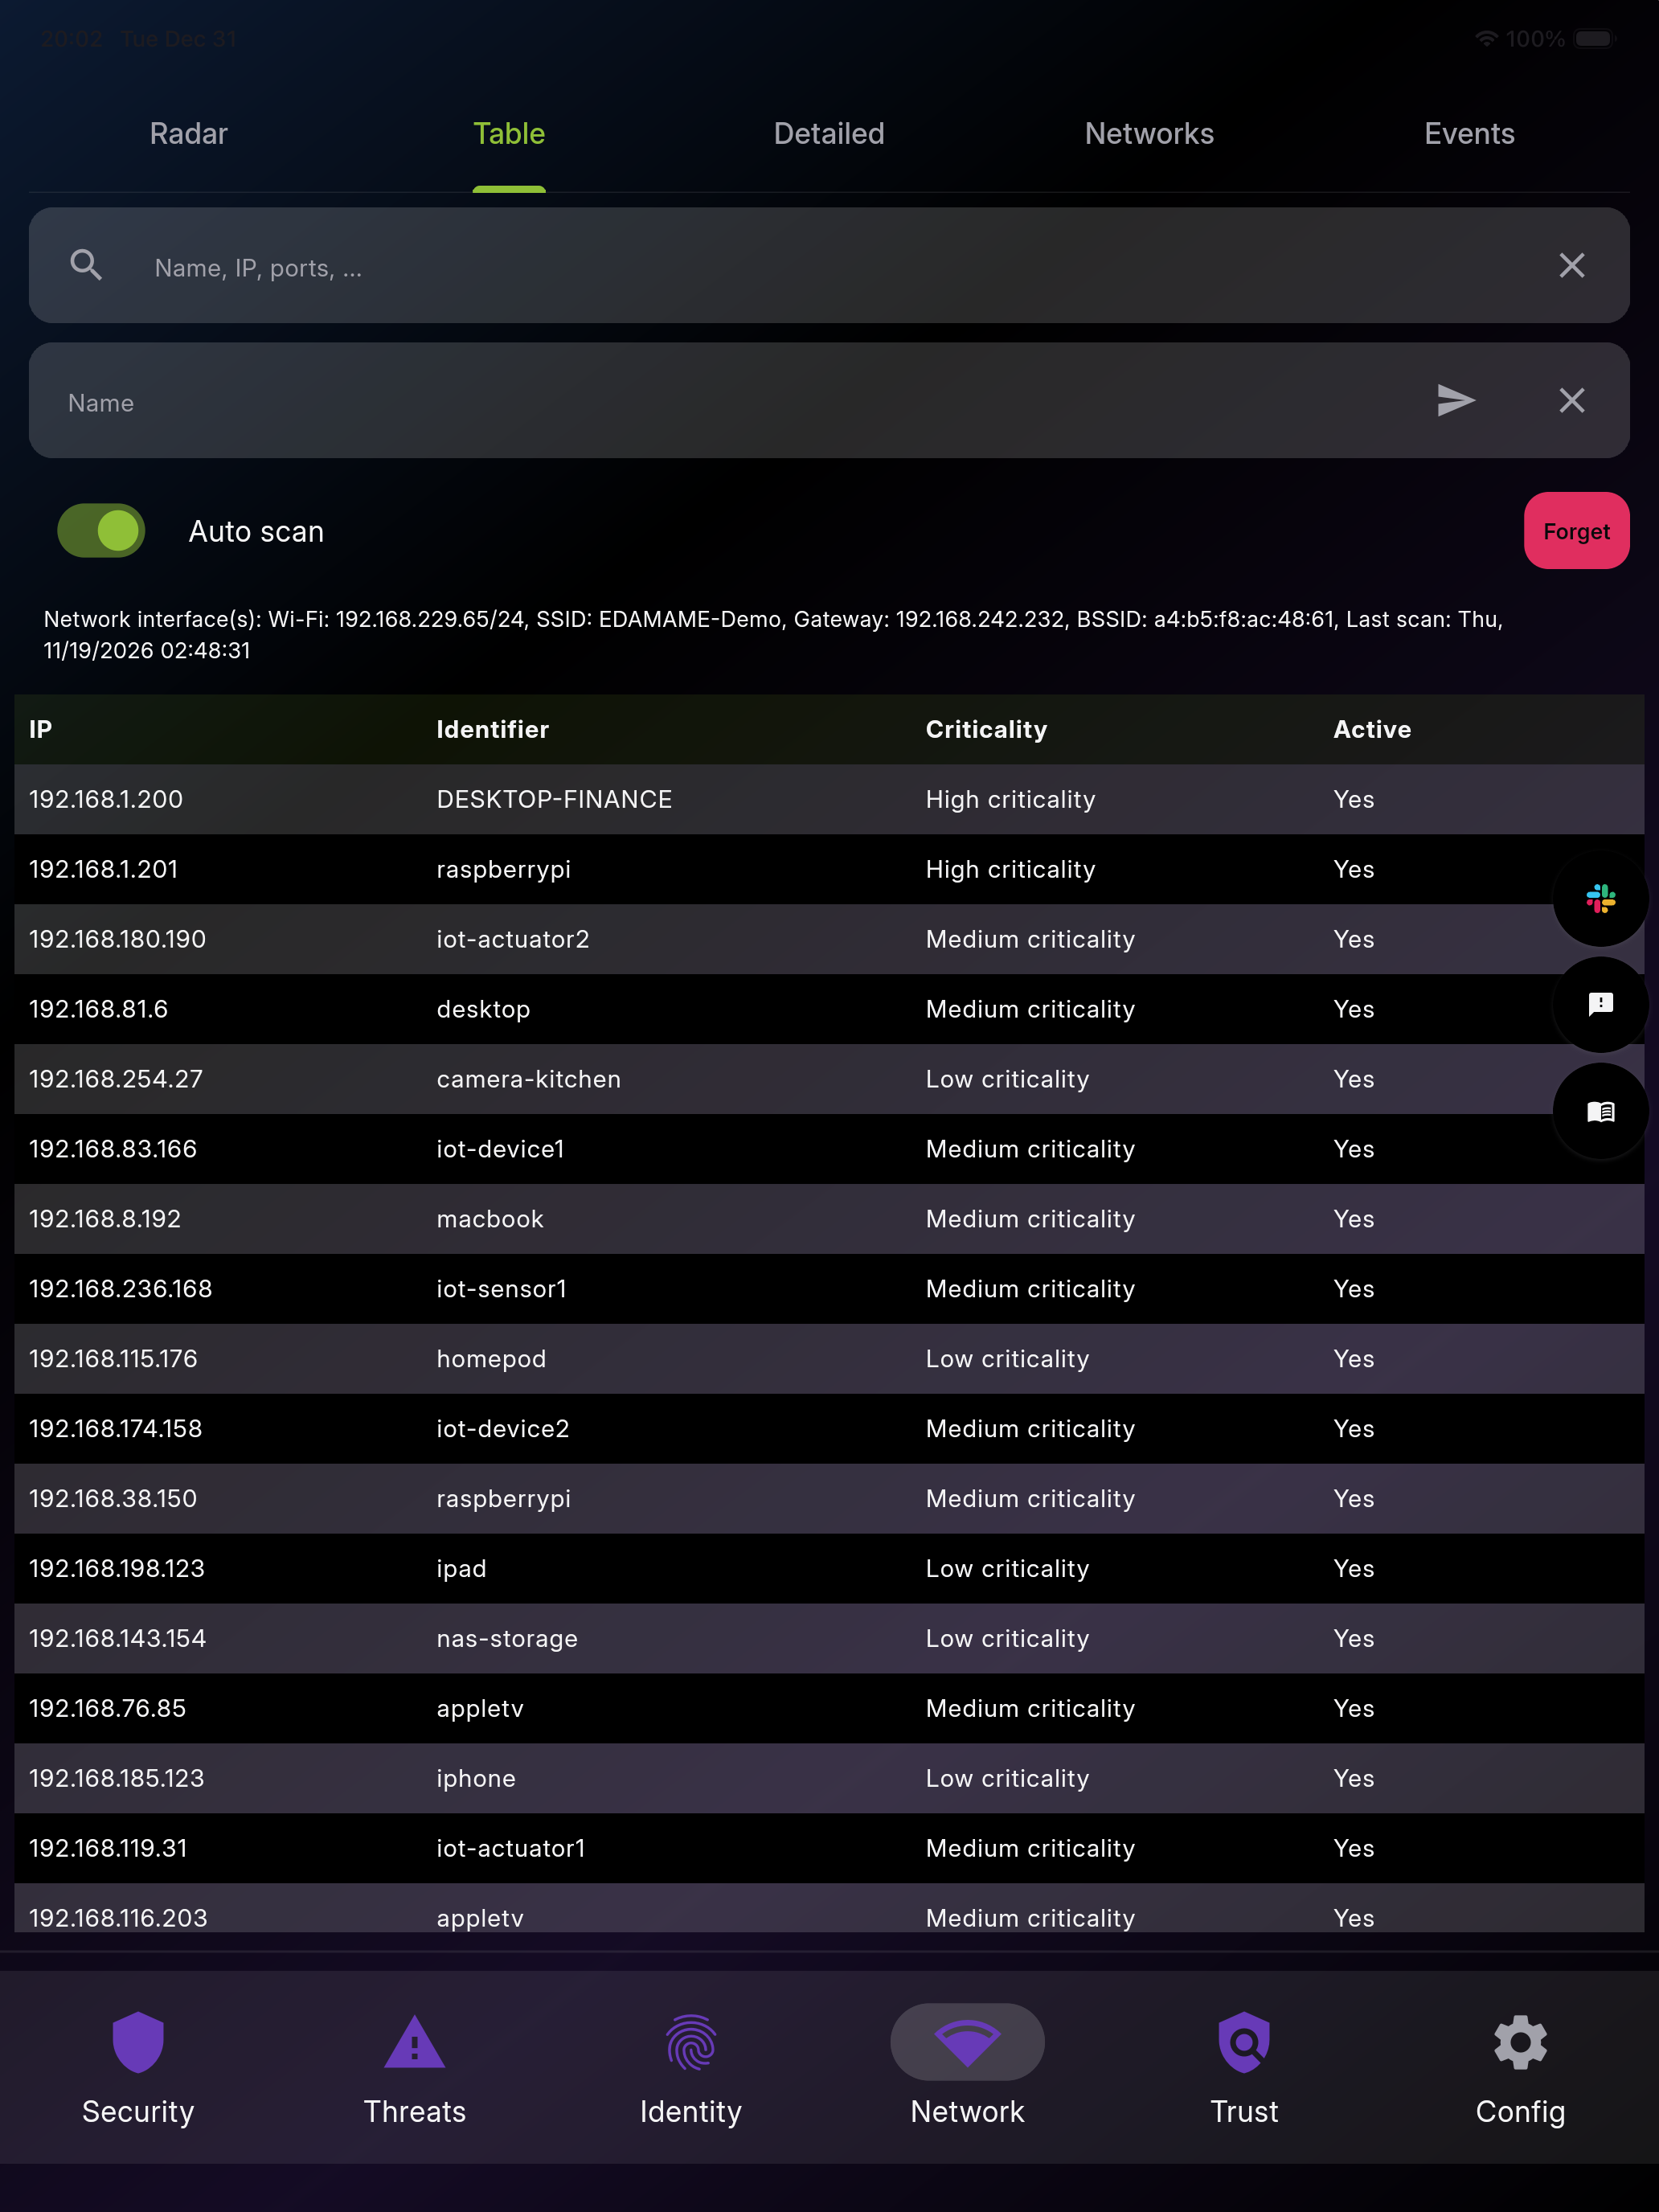 20:02 Tue Dec 31 100%
Radar Table Detailed Networks Events
Name, IP, ports, ...
Name
Auto scan Forget
Network interface(s): Wi-Fi: 192.168.229.65/24, SSID: EDAMAME-Demo, Gateway: 192.168.242.232, BSSID: a4:b5:f8:ac:48:61, Last scan: Thu,
11/19/2026 02:48:31
IP Identifier Criticality Active
192.168.1.200 DESKTOP-FINANCE High criticality Yes
192.168.1.201 raspberrypi High criticality Yes
192.168.180.190 iot-actuator2 Medium criticality Yes
192.168.81.6 desktop Medium criticality Yes
192.168.254.27 camera-kitchen Low criticality Yes
192.168.83.166 iot-device1 Medium criticality Yes
192.168.8.192 macbook Medium criticality Yes
192.168.236.168 iot-sensor1 Medium criticality Yes
192.168.115.176 homepod Low criticality Yes
192.168.174.158 iot-device2 Medium criticality Yes
192.168.38.150 raspberrypi Medium criticality Yes
192.168.198.123 ipad Low criticality Yes
192.168.143.154 nas-storage Low criticality Yes
192.168.76.85 appletv Medium criticality Yes
192.168.185.123 iphone Low criticality Yes
192.168.119.31 iot-actuator1 Medium criticality Yes
192.168.116.203 appletv Medium criticality Yes
Security Threats Identity Network Trust Config